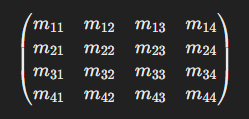 m₁₁ m₁₂ m₁₃ m₁₄
m₂₁ m₂₂ m₂₃ m₂₄
m₃₁ m₃₂ m₃₃ m₃₄
m₄₁ m₄₂ m₄₃ m₄₄